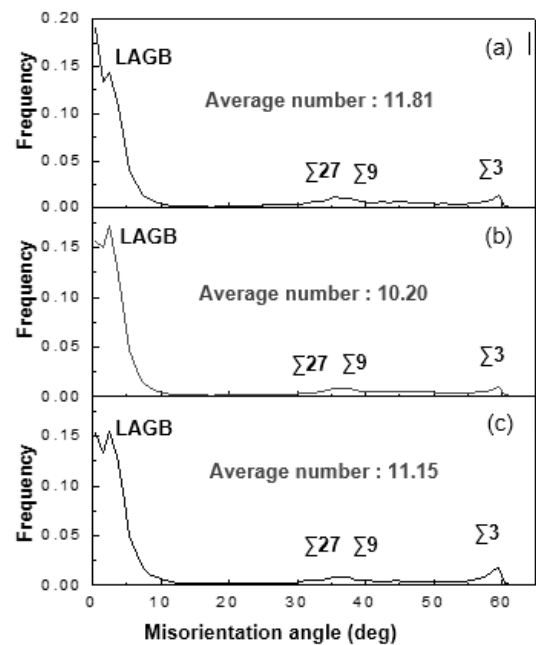 0.20
(a)
LAGB
0.15
Average number : 11.81
0.10
Frequency
0.05
∑27 ∑9
∑3
0.00
(b)
LAGB
0.15
Average number : 10.20
0.10
Frequency
0.05
∑27 ∑9
∑3
0.00
(c)
LAGB
0.15
Average number : 11.15
0.10
Frequency
0.05
∑27 ∑9
∑3
0.00
0 10 20 30 40 50 60
Misorientation angle (deg)